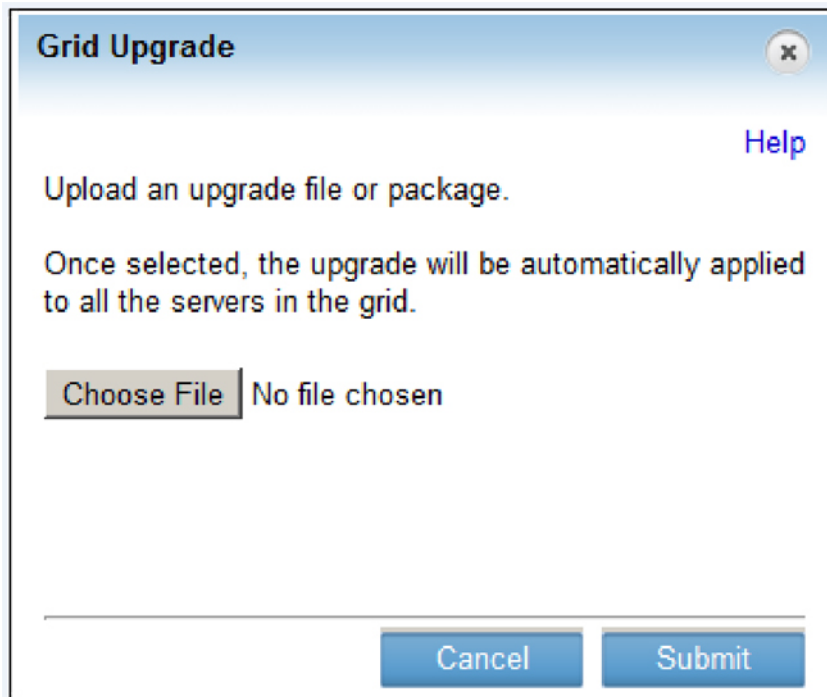 Grid Upgrade
Help
Upload an upgrade file or package.
Once selected, the upgrade will be automatically applied
to all the servers in the grid.
Choose File No file chosen
Cancel Submit